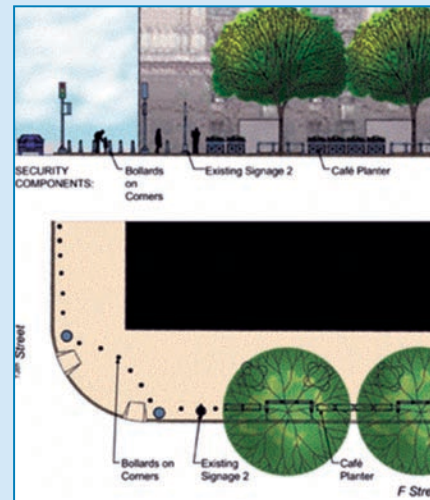 SECURITY
COMPONENTS:
Bollards
on
Corners
Existing Signage 2
Café Planter
Street
Bollards on
Corners
Existing
Signage 2
Café
Planter
F Stre